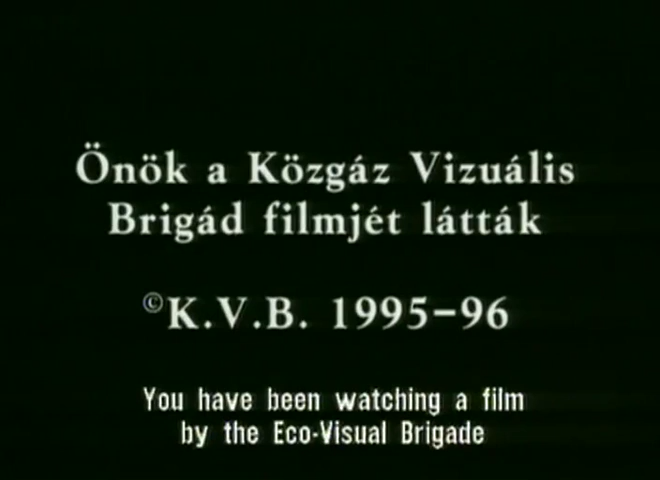 Önök a Közgáz Vizuális
Brigád filmjét látták
©K.V.B. 1995–96
You have been watching a film
by the Eco-Visual Brigade